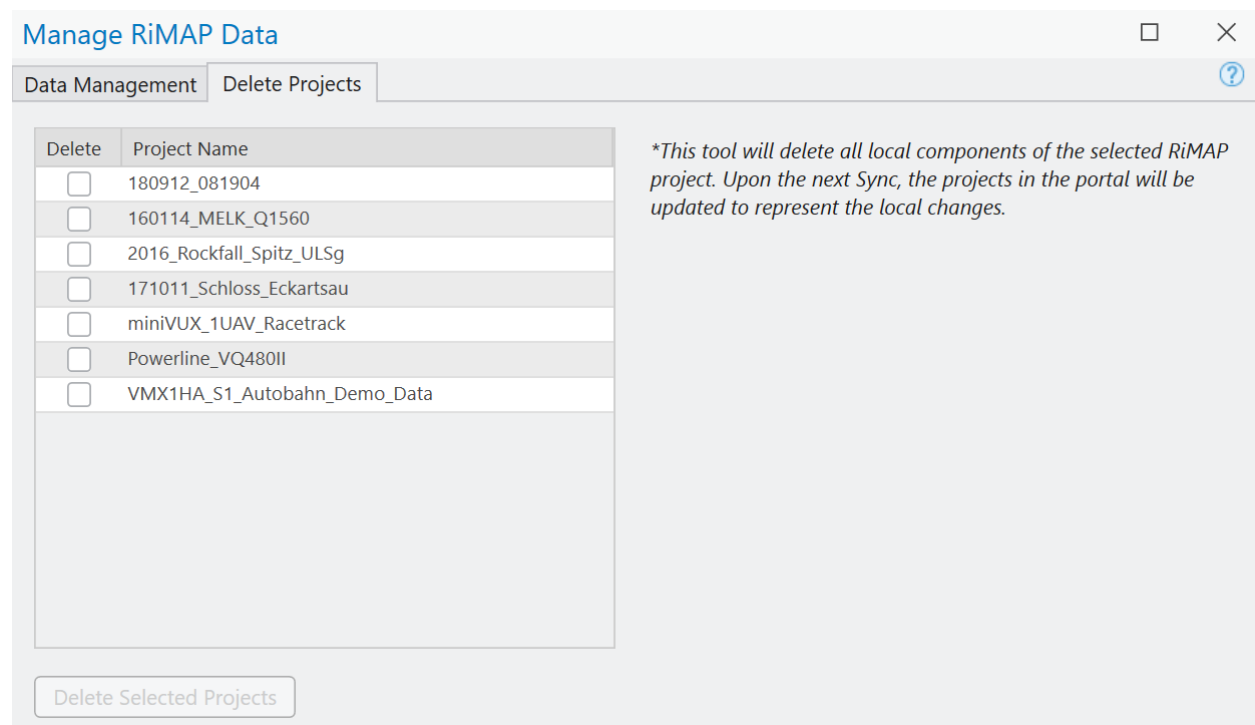 Manage RiMAP Data
Data Management Delete Projects
Delete Project Name
180912_081904
160114_MELK_Q1560
2016_Rockfall_Spitz_ULSg
171011_Schloss_Eckartsau
miniVUX_1UAV_Racetrack
Powerline_VQ480II
VMX1HA_S1_Autobahn_Demo_Data
*This tool will delete all local components of the selected RiMAP
project. Upon the next Sync, the projects in the portal will be
updated to represent the local changes.
Delete Selected Projects